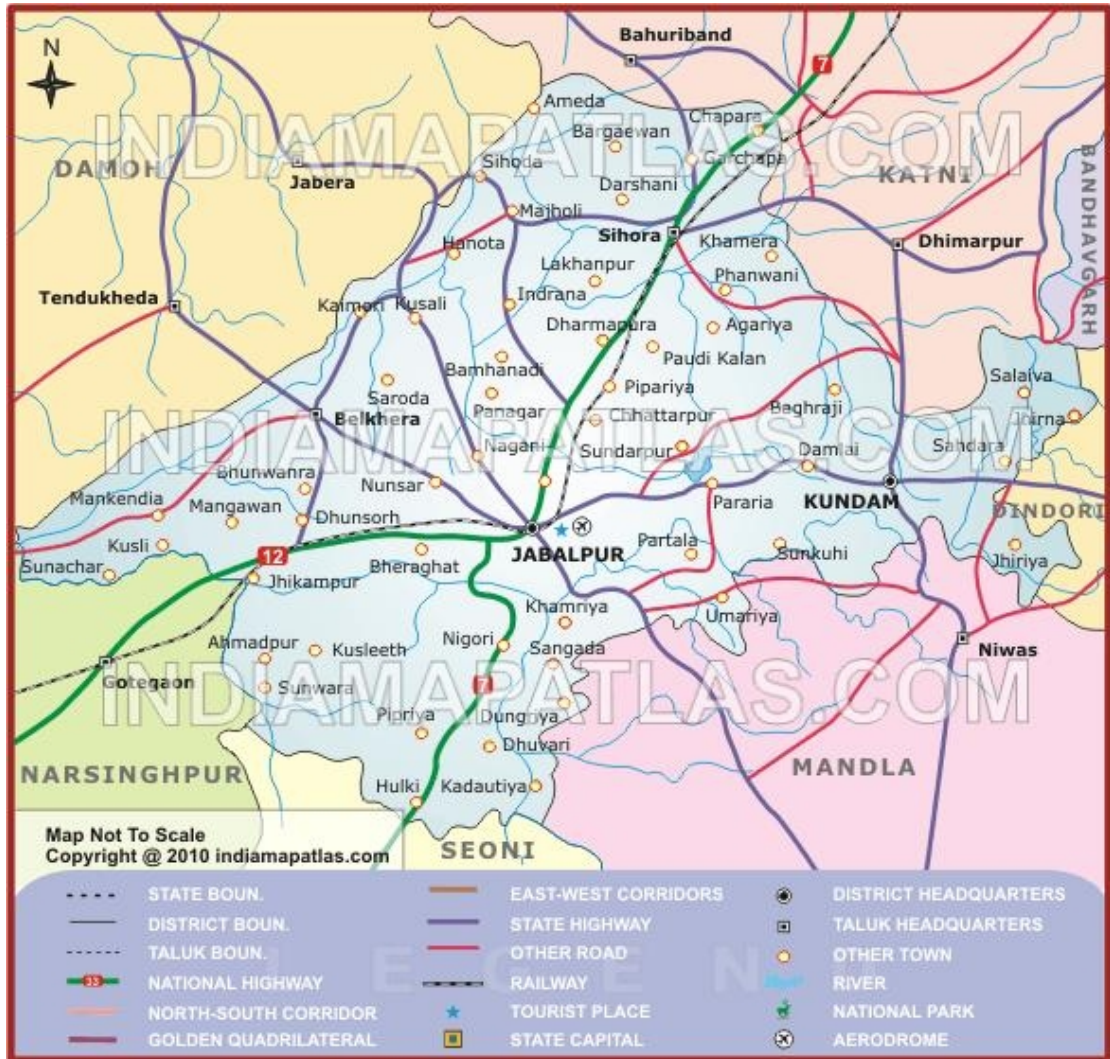 N
Bahuriband
7
Ameda
Chapara
Bargaewan
INDIAMAPATLAS.COM
DAMOH
Jabera
Sihoda
Garchapa
KATNI
BANDHAVGARH
Darshani
Majholi
Sihora
Khamera
Dhimarpur
Hanota
Lakhanpur
Phanwani
Tendukheda
Kaimori
Kusali
Indrana
Dharmapura
Agariya
Bamhanadi
Paudi Kalan
Saroda
Pipariya
Salaiva
Panagar
Baghraji
Belkhera
Chhattarpur
Jhirna
INDIAMAPATLAS.COM
Nagani
Sundarpur
Damlai
Sahdara
Bhunwanra
Nunsar
Mankendia
Mangawan
Pararia
KUNDAM
DINDORI
Dhunsorh
Kusli
12
JABALPUR
Partala
Sunkuhi
Sunachar
Bheraghat
Jhiriya
Jhikampur
Khamriya
Umariya
Ahmadpur
Kusleeth
Nigori
Sangada
Niwas
Gotegaon
Sunwara
7
INDIAMAPATLAS.COM
Pipriya
Dungoya
Dhuvari
NARSINGHPUR
MANDLA
Hulki
Kadautiya
Map Not To Scale
Copyright @ 2010 indiamapatlas.com
SEONI
STATE BOUN.
EAST-WEST CORRIDORS
DISTRICT HEADQUARTERS
DISTRICT BOUN.
STATE HIGHWAY
TALUK HEADQUARTERS
TALUK BOUN.
OTHER ROAD
OTHER TOWN
LEGEND
33
NATIONAL HIGHWAY
RAILWAY
RIVER
NORTH-SOUTH CORRIDOR
TOURIST PLACE
NATIONAL PARK
GOLDEN QUADRILATERAL
STATE CAPITAL
AERODROME